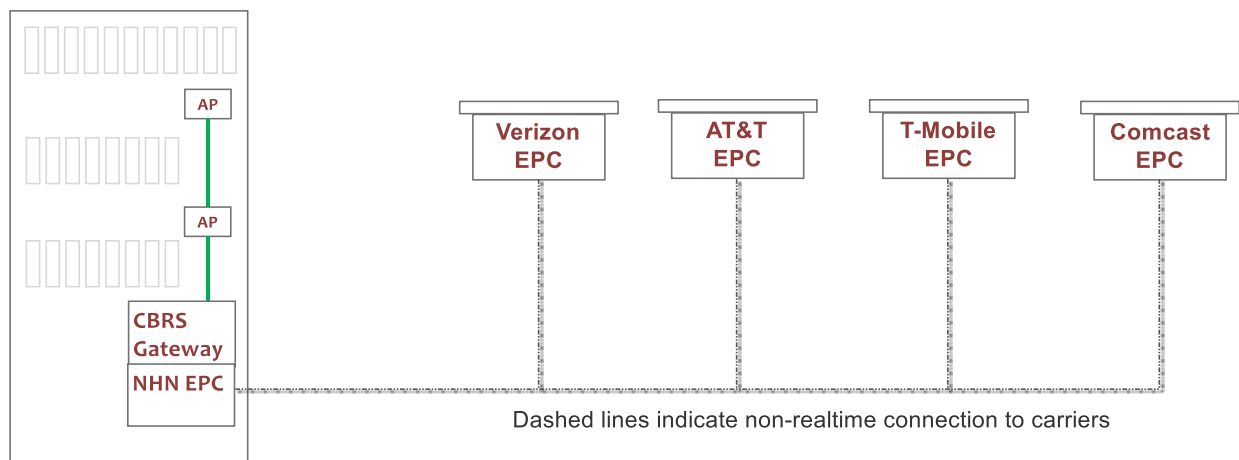 AP
AP
CBRS
Gateway
NHN EPC
Verizon
EPC
AT&T
EPC
T-Mobile
EPC
Comcast
EPC
Dashed lines indicate non-realtime connection to carriers